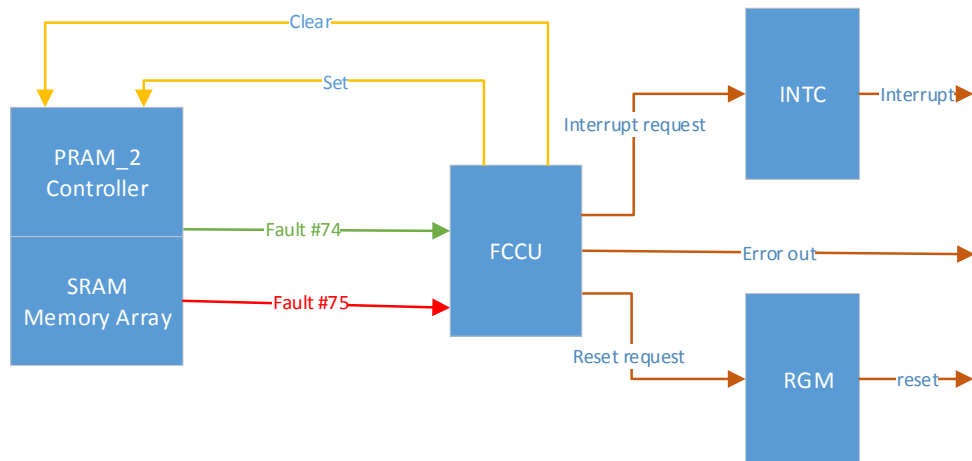 Clear
Set
PRAM_2
Controller
SRAM
Memory Array
Fault #74
Fault #75
FCCU
Interrupt request
INTC
Interrupt
Error out
Reset request
RGM
reset